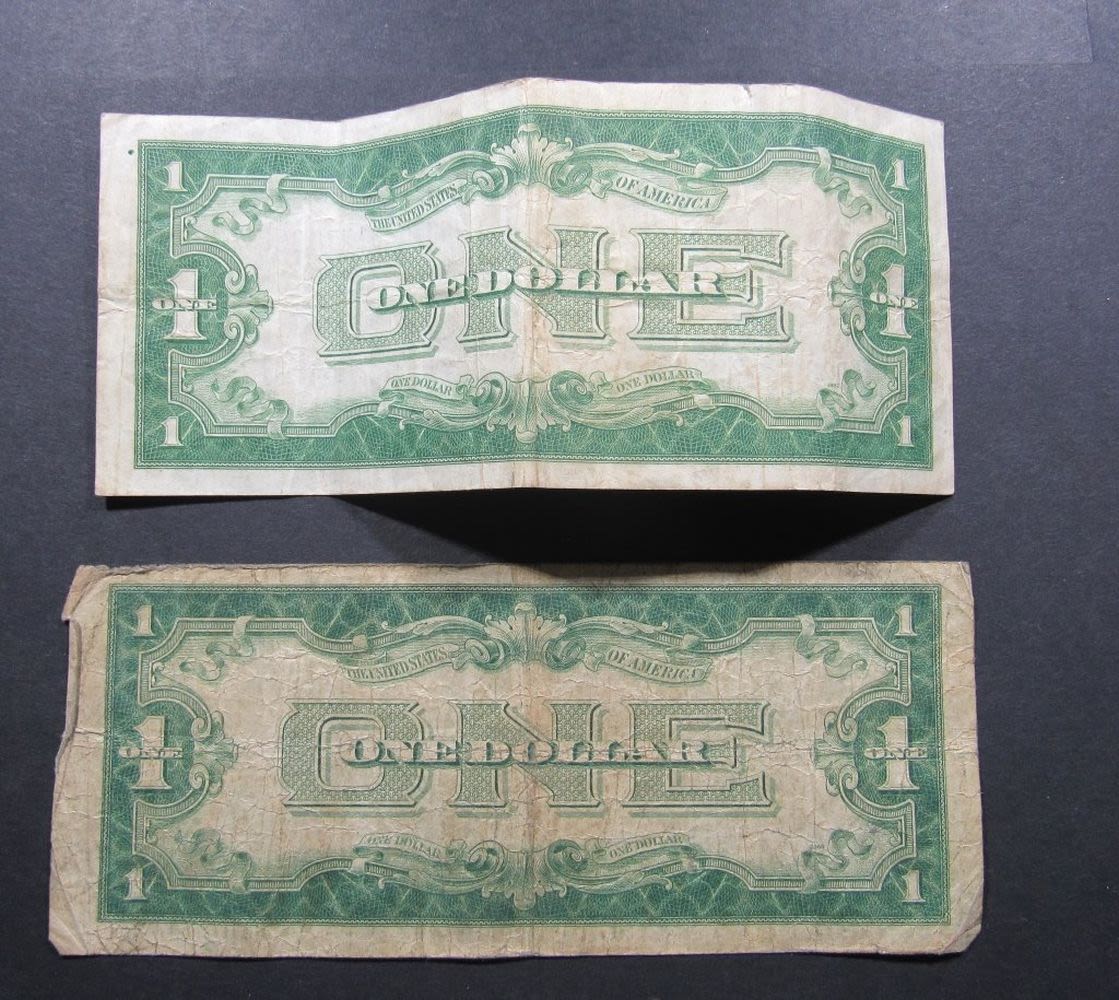 1 1
THE UNITED STATES OF AMERICA
ONE
ONE ONE DOLLAR ONE
1 1
ONE DOLLAR ONE DOLLAR
1 1
1 1
THE UNITED STATES OF AMERICA
ONE
ONE ONE DOLLAR ONE
1 1
ONE DOLLAR ONE DOLLAR
1 1